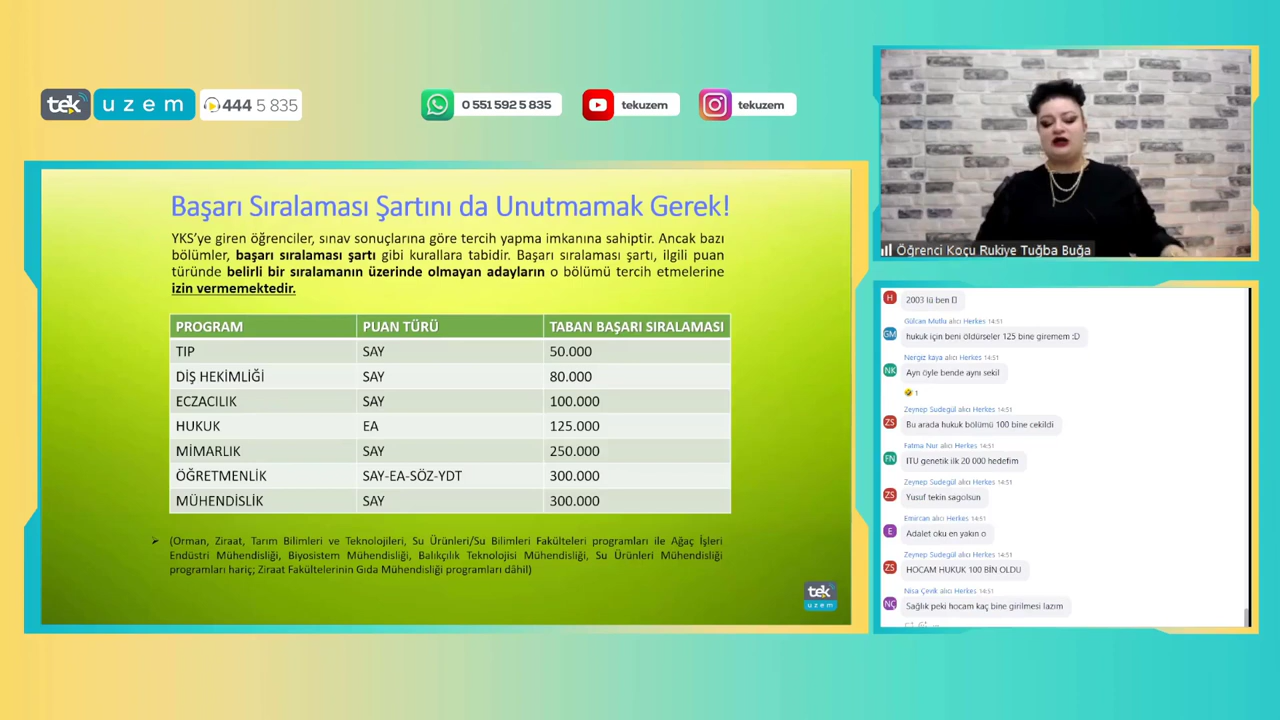 tek uzem 444 5 835
0 551 592 5 835
tekuzem
tekuzem
Başarı Sıralaması Şartını da Unutmamak Gerek!
YKS'ye giren öğrenciler, sınav sonuçlarına göre tercih yapma imkanına sahiptir. Ancak bazı
bölümler, başarı sıralaması şartı gibi kurallara tabidir. Başarı sıralaması şartı, ilgili puan
türünde belirli bir sıralamanın üzerinde olmayan adayların o bölümü tercih etmelerine
izin vermemektedir.
PROGRAM PUAN TÜRÜ TABAN BAŞARI SIRALAMASI
TIP SAY 50.000
DİŞ HEKİMLİĞİ SAY 80.000
ECZACILIK SAY 100.000
HUKUK EA 125.000
MİMARLIK SAY 250.000
ÖĞRETMENLİK SAY-EA-SÖZ-YDT 300.000
MÜHENDİSLİK SAY 300.000
➢ (Orman, Ziraat, Tarım Bilimleri ve Teknolojileri, Su Ürünleri/Su Bilimleri Fakülteleri programları ile Ağaç İşleri
Endüstri Mühendisliği, Biyosistem Mühendisliği, Balıkçılık Teknolojisi Mühendisliği, Su Ürünleri Mühendisliği
programları hariç; Ziraat Fakültelerinin Gıda Mühendisliği programları dâhil)
tek
uzem
Öğrenci Koçu Rukiye Tuğba Buğa
H 2003 lü ben
Gülcan Mutlu alıcı Herkes 14:51
GM hukuk için beni öldürseler 125 bine giremem :D
Nergiz kaya alıcı Herkes 14:51
NK Ayn öyle bende aynı sekil
1
Zeynep Sudegül alıcı Herkes 14:51
ZS Bu arada hukuk bölümü 100 bine cekildi
Fatma Nur alıcı Herkes 14:51
FN ITU genetik ilk 20 000 hedefim
Zeynep Sudegül alıcı Herkes 14:51
ZS Yusuf tekin sagolsun
Emircan alıcı Herkes 14:51
E Adalet oku en yakın o
Zeynep Sudegül alıcı Herkes 14:51
ZS HOCAM HUKUK 100 BİN OLDU
Nisa Çevik alıcı Herkes 14:51
NÇ Sağlık peki hocam kaç bine girilmesi lazım